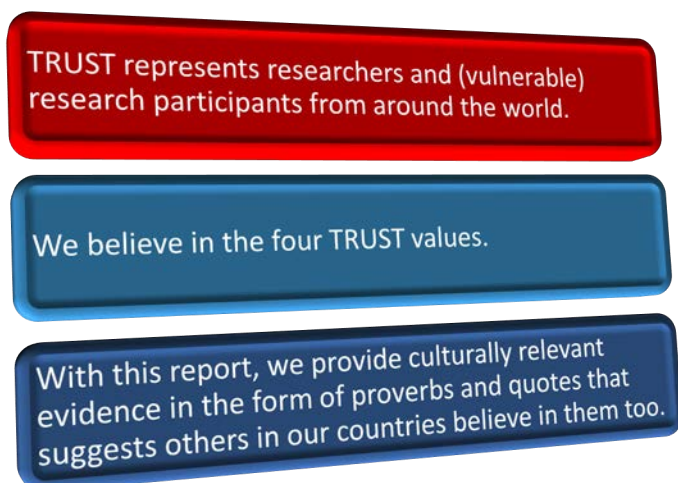 TRUST represents researchers and (vulnerable)
research participants from around the world.
We believe in the four TRUST values.
With this report, we provide culturally relevant
evidence in the form of proverbs and quotes that
suggests others in our countries believe in them too.